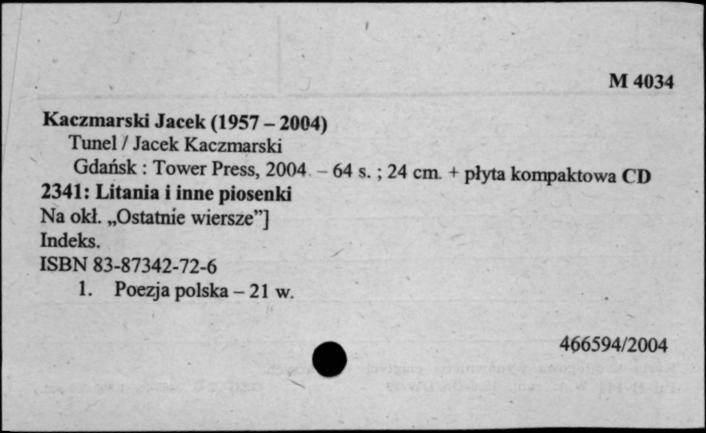 M 4034
Kaczmarski Jacek (1957 – 2004)
Tunel / Jacek Kaczmarski
Gdańsk : Tower Press, 2004. – 64 s. ; 24 cm. + płyta kompaktowa CD
2341: Litania i inne piosenki
Na okł. „Ostatnie wiersze”]
Indeks.
ISBN 83-87342-72-6
1. Poezja polska – 21 w.
466594/2004